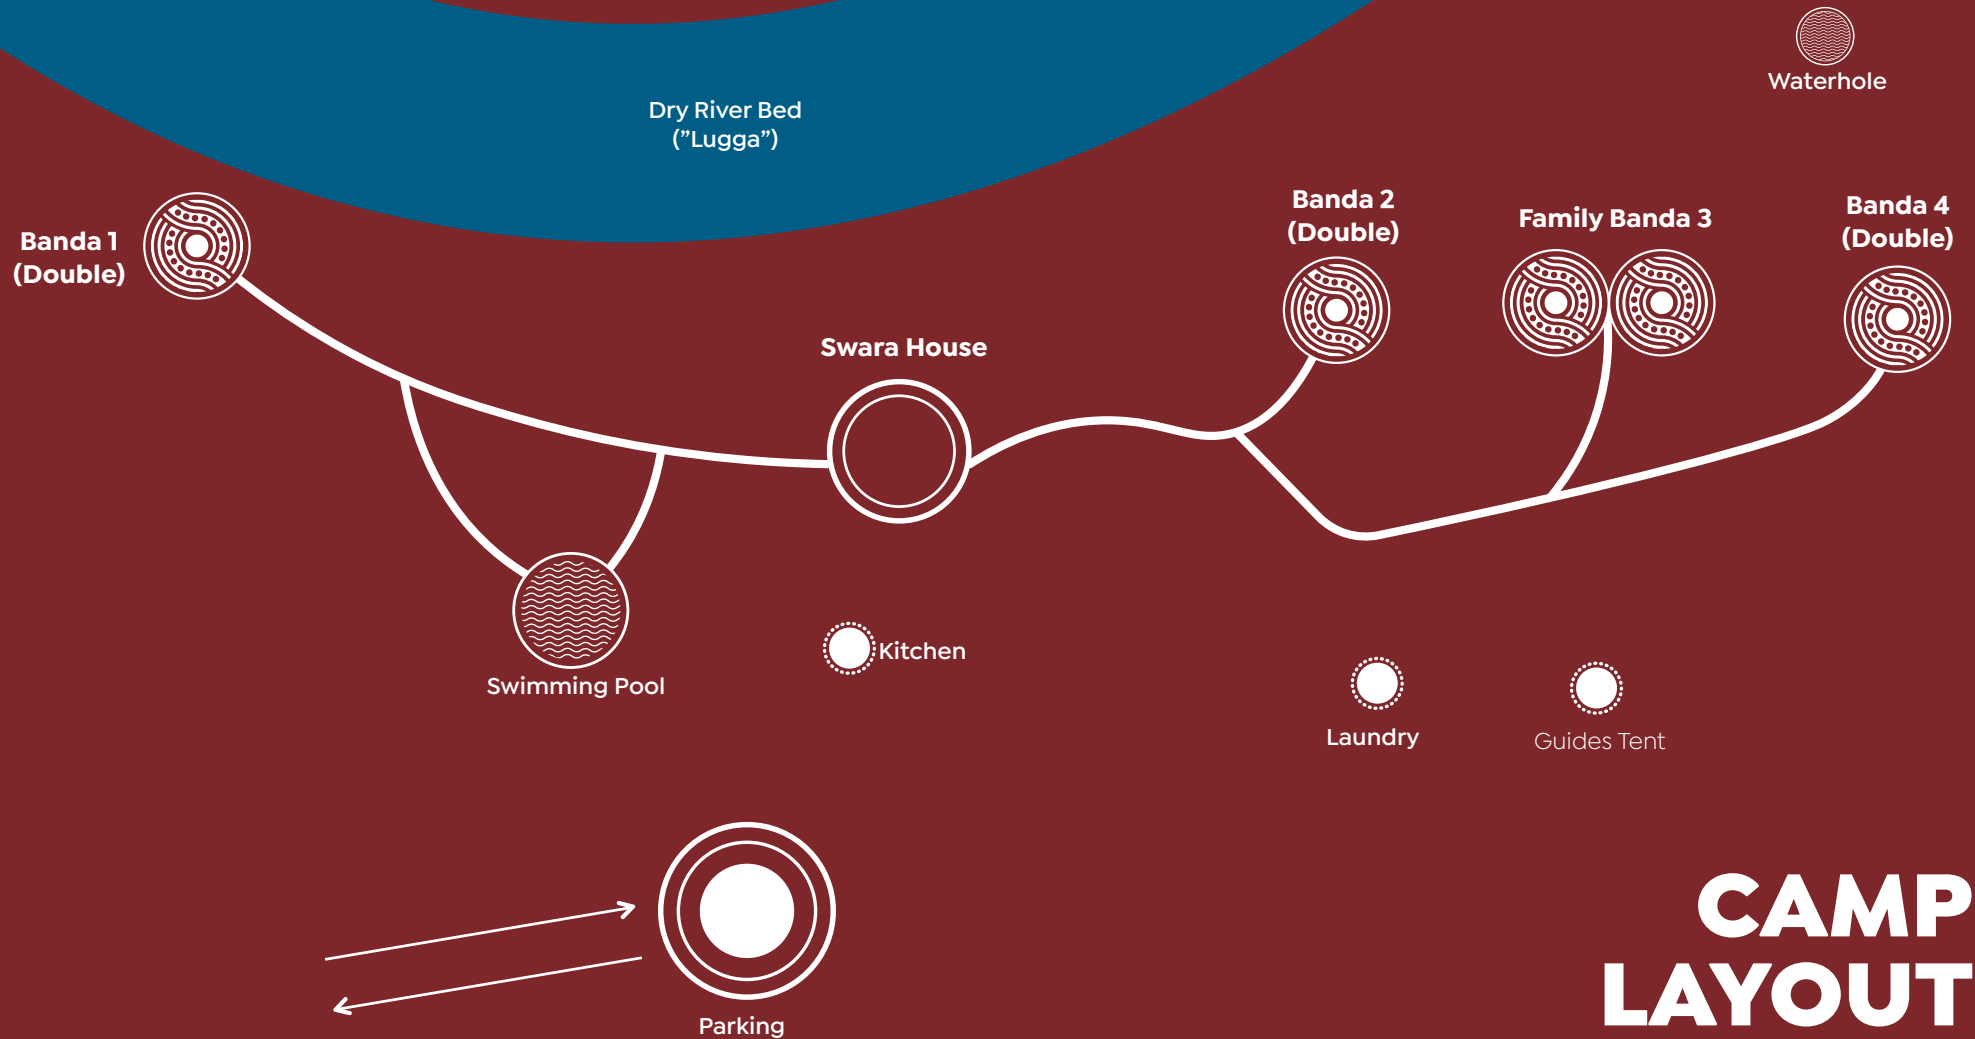 Waterhole
Dry River Bed
(”Lugga”)
Banda 1
(Double)
Banda 2
(Double)
Family Banda 3
Banda 4
(Double)
Swara House
Swimming Pool
Kitchen
Laundry
Guides Tent
Parking
CAMP
LAYOUT